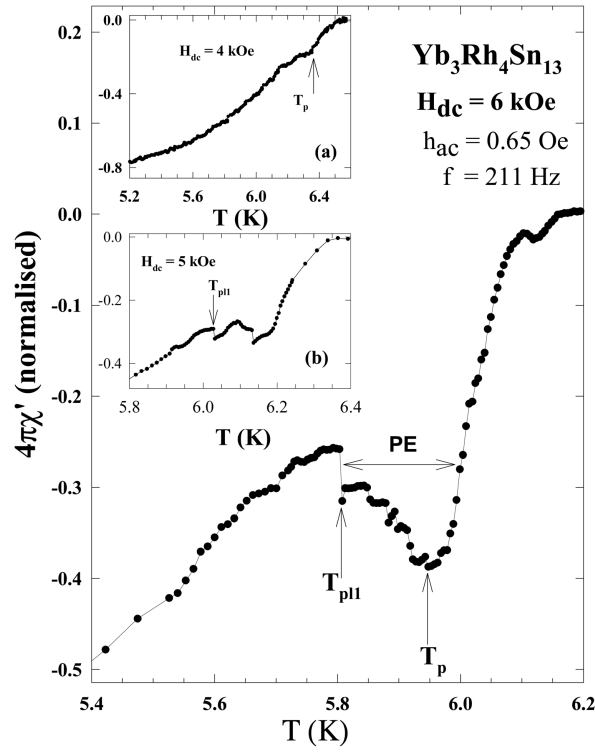 0.2
0.1
0.0
-0.1
-0.2
-0.3
-0.4
-0.5
4πχ' (normalised)
5.4 5.6 5.8 6.0 6.2
T (K)
Yb3Rh4Sn13
Hdc = 6 kOe
hac = 0.65 Oe
f = 211 Hz
-0.0
-0.4
-0.8
Hdc = 4 kOe
Tp
(a)
5.2 5.6 6.0 6.4
T (K)
0.0
-0.2
-0.4
Hdc = 5 kOe
Tpl1
(b)
5.8 6.0 6.2 6.4
T (K)
PE
Tpl1
Tp